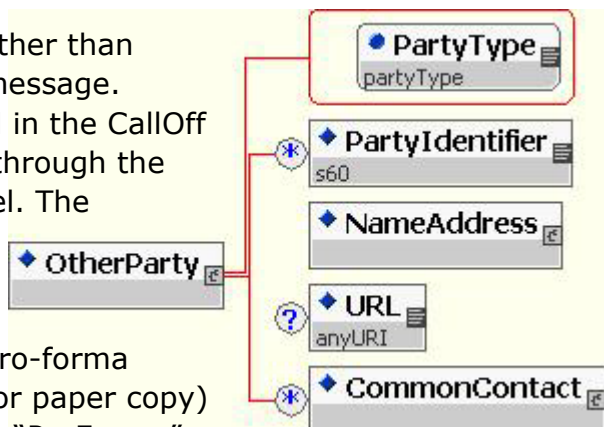 ther than
essage.
in the CallOff
through the
el. The
ro-forma
or paper copy)
PartyType
partyType
PartyIdentifier
s60
NameAddress
OtherParty
URL
anyURI
CommonContact